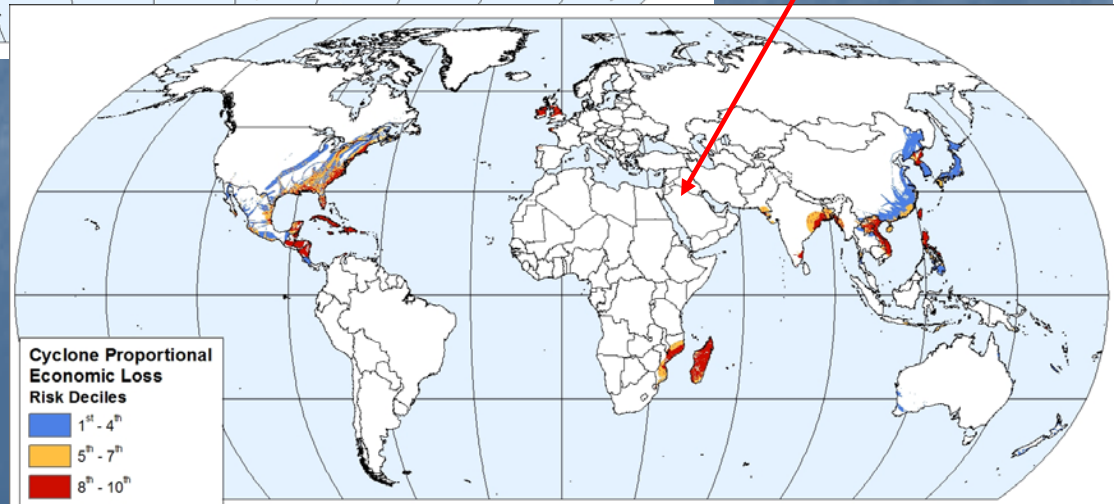 Cyclone Proportional
Economic Loss
Risk Deciles
1st - 4th
5th - 7th
8th - 10th